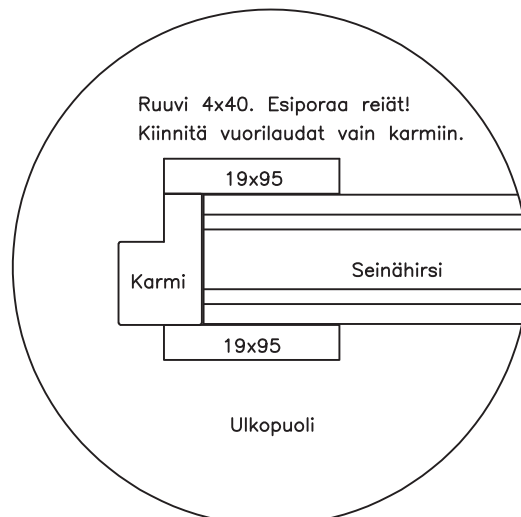 Ruuvi 4x40. Esiporaa reiät!
Kiinnitä vuorilaudat vain karmiin.
19x95
Karmi
Seinähirsi
19x95
Ulkopuoli